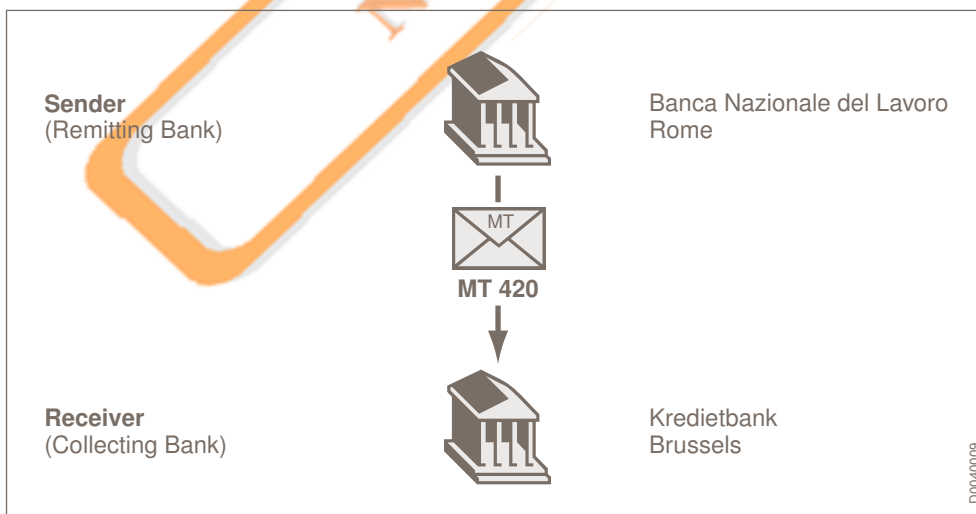 Sender
(Remitting Bank)
Banca Nazionale del Lavoro
Rome
MT
MT 420
Receiver
(Collecting Bank)
Kredietbank
Brussels
D0040009